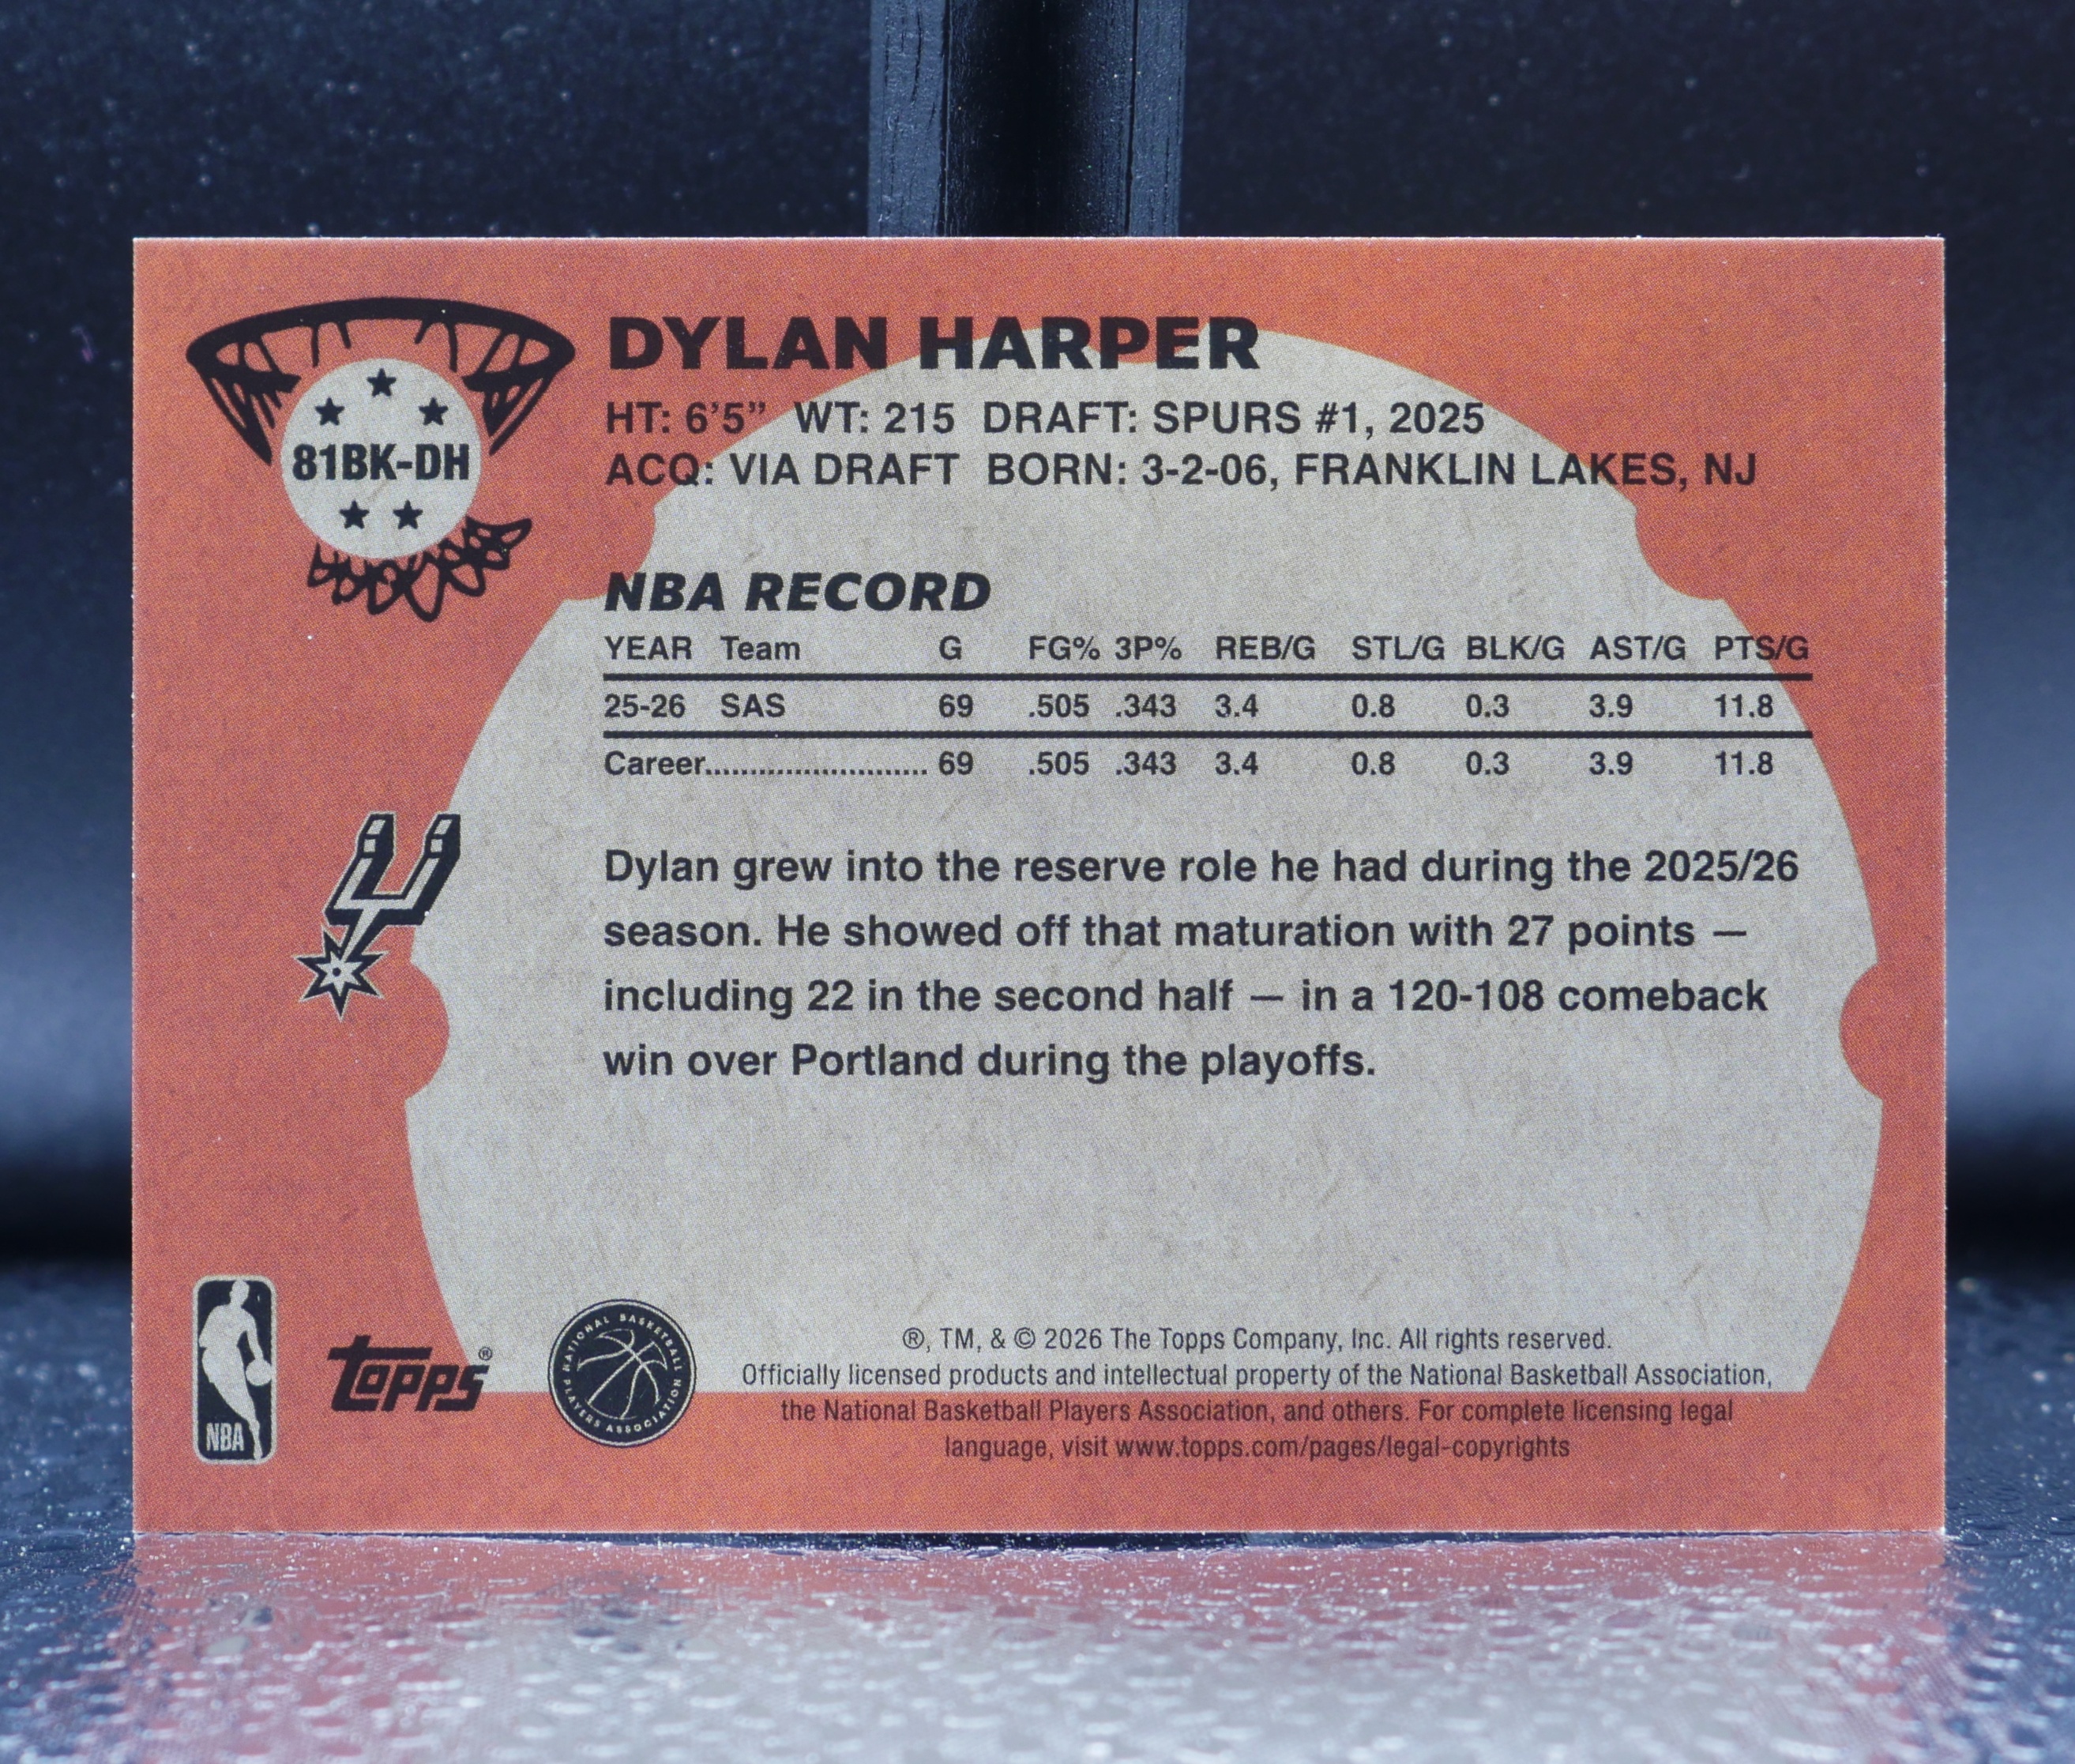 DYLAN HARPER
HT: 6’5” WT: 215 DRAFT: SPURS #1, 2025
ACQ: VIA DRAFT BORN: 3-2-06, FRANKLIN LAKES, NJ
81BK-DH
NBA RECORD
YEAR Team G FG% 3P% REB/G STL/G BLK/G AST/G PTS/G
25-26 SAS 69 .505 .343 3.4 0.8 0.3 3.9 11.8
Career......................... 69 .505 .343 3.4 0.8 0.3 3.9 11.8
Dylan grew into the reserve role he had during the 2025/26
season. He showed off that maturation with 27 points —
including 22 in the second half — in a 120-108 comeback
win over Portland during the playoffs.
NBA
topps®
NATIONAL BASKETBALL PLAYERS ASSOCIATION
®, TM, & © 2026 The Topps Company, Inc. All rights reserved.
Officially licensed products and intellectual property of the National Basketball Association,
the National Basketball Players Association, and others. For complete licensing legal
language, visit www.topps.com/pages/legal-copyrights